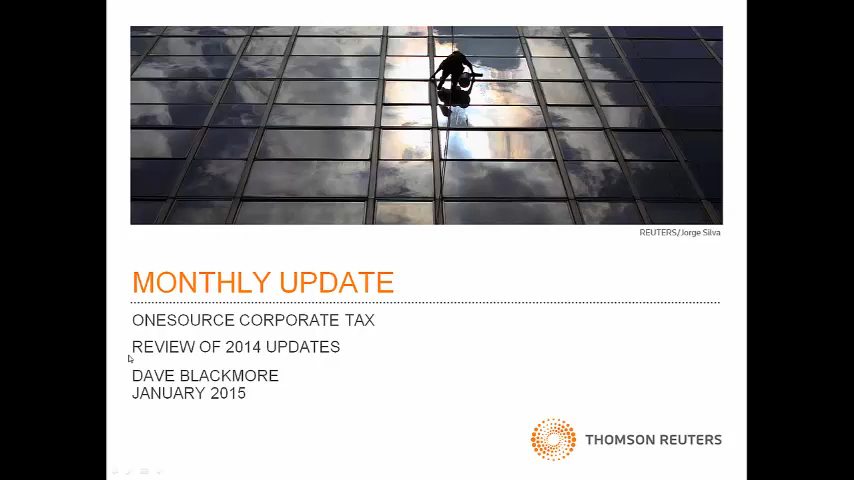 REUTERS/Jorge Silva
MONTHLY UPDATE
ONESOURCE CORPORATE TAX
REVIEW OF 2014 UPDATES
DAVE BLACKMORE
JANUARY 2015
THOMSON REUTERS